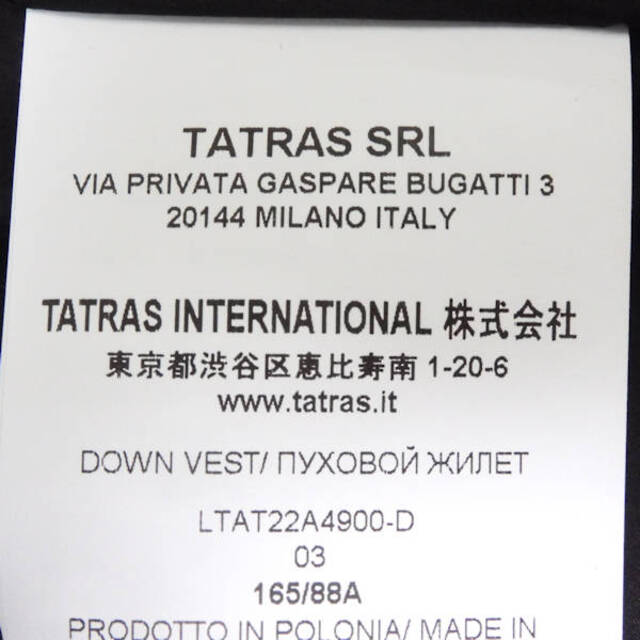 TATRAS SRL
VIA PRIVATA GASPARE BUGATTI 3
20144 MILANO ITALY
TATRAS INTERNATIONAL 株式会社
東京都渋谷区恵比寿南 1-20-6
www.tatras.it
DOWN VEST/ ПУХОВОЙ ЖИЛЕТ
LTAT22A4900-D
03
165/88A
PRODOTTO IN POLONIA/ MADE IN